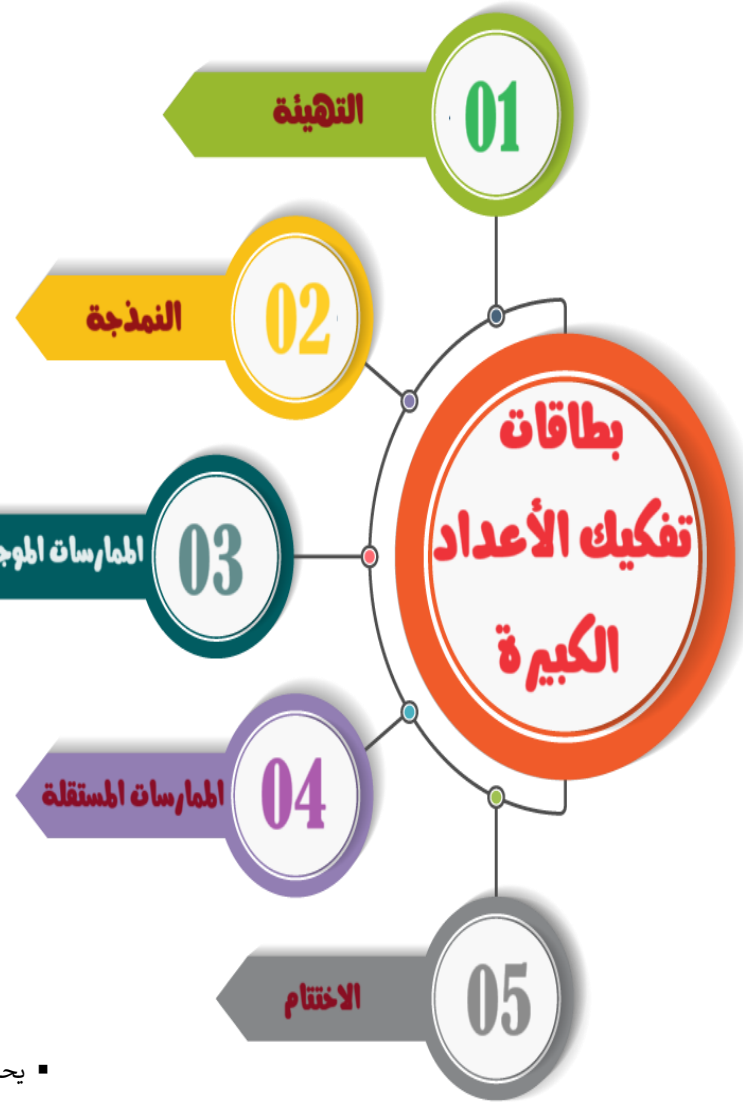 بطاقات
تفكيك الأعداد
الكبيرة
01
التهيئة
02
النمذجة
03
الممارسات
04
الممارسات المستقلة
05
الاختتام